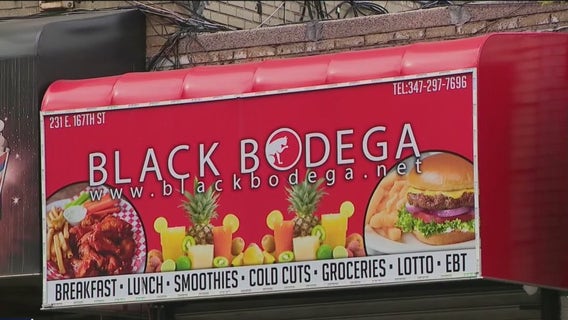 231 E. 167TH ST
TEL:347-297-7696
BLACK BODEGA
www.blackbodega.net
BREAKFAST • LUNCH • SMOOTHIES • COLD CUTS • GROCERIES • LOTTO • EBT